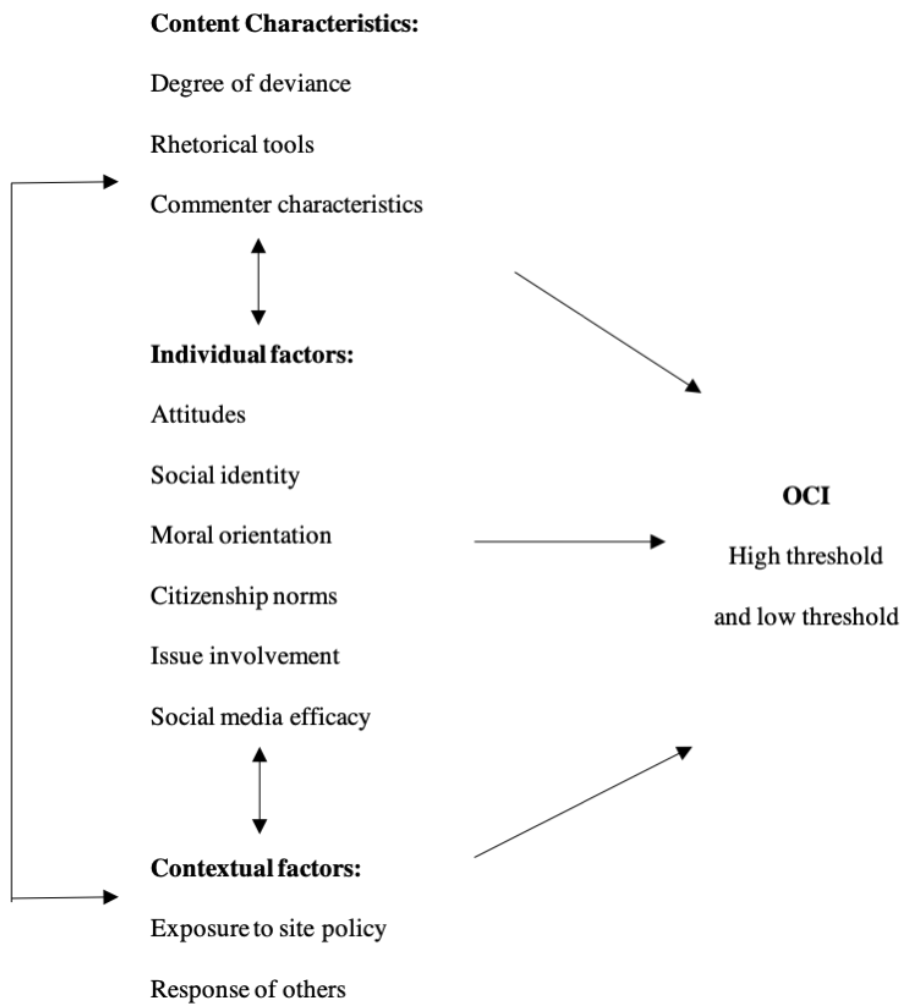 Content Characteristics:
Degree of deviance
Rhetorical tools
Commenter characteristics
Individual factors:
Attitudes
Social identity
Moral orientation
Citizenship norms
Issue involvement
Social media efficacy
Contextual factors:
Exposure to site policy
Response of others
OCI
High threshold
and low threshold